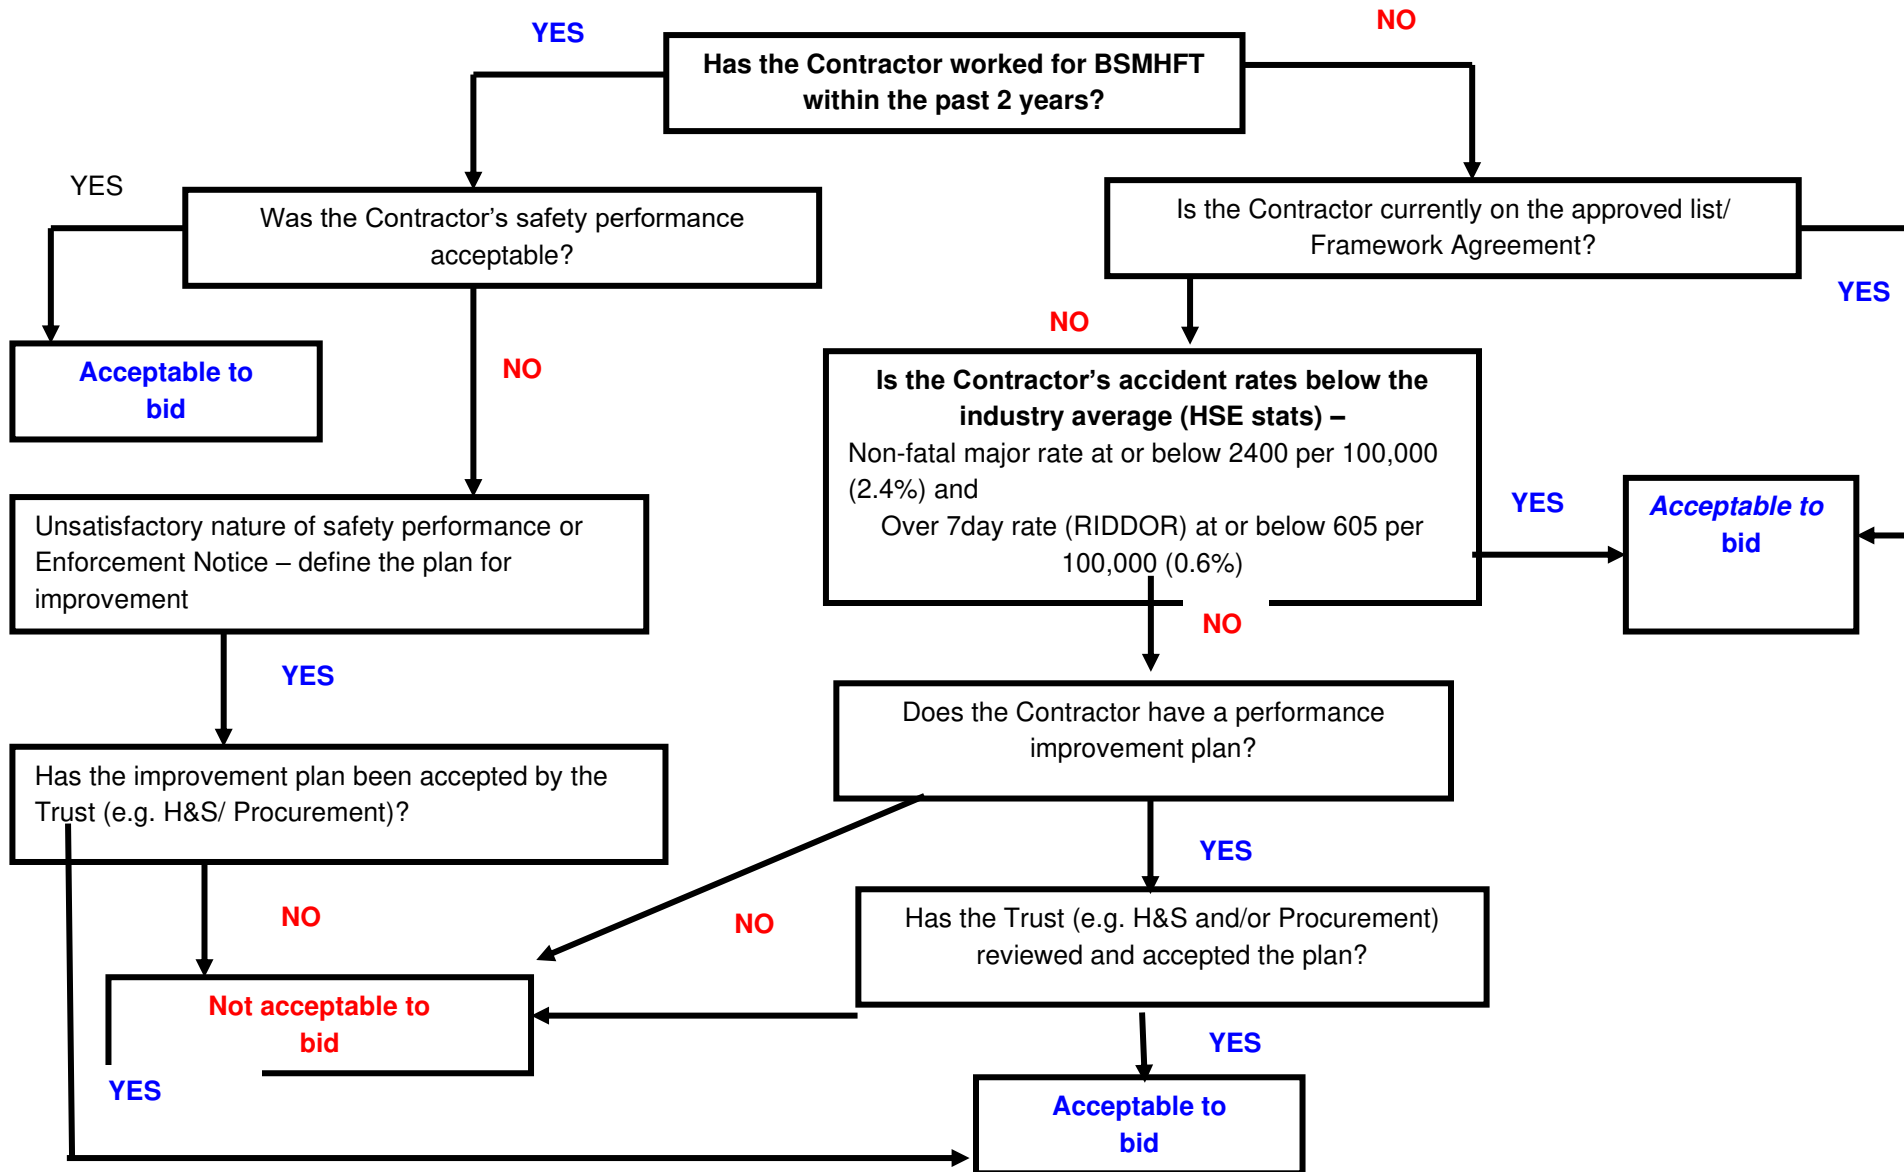 YES
NO
Has the Contractor worked for BSMHFT
within the past 2 years?
YES
Was the Contractor’s safety performance
acceptable?
Is the Contractor currently on the approved list/
Framework Agreement?
YES
NO
Acceptable to
bid
NO
Is the Contractor’s accident rates below the
industry average (HSE stats) –
Non-fatal major rate at or below 2400 per 100,000
(2.4%) and
Over 7day rate (RIDDOR) at or below 605 per
100,000 (0.6%)
YES
Acceptable to
bid
Unsatisfactory nature of safety performance or
Enforcement Notice – define the plan for
improvement
NO
YES
Does the Contractor have a performance
improvement plan?
Has the improvement plan been accepted by the
Trust (e.g. H&S/ Procurement)?
YES
NO
NO
Has the Trust (e.g. H&S and/or Procurement)
reviewed and accepted the plan?
Not acceptable to
bid
YES
YES
Acceptable to
bid